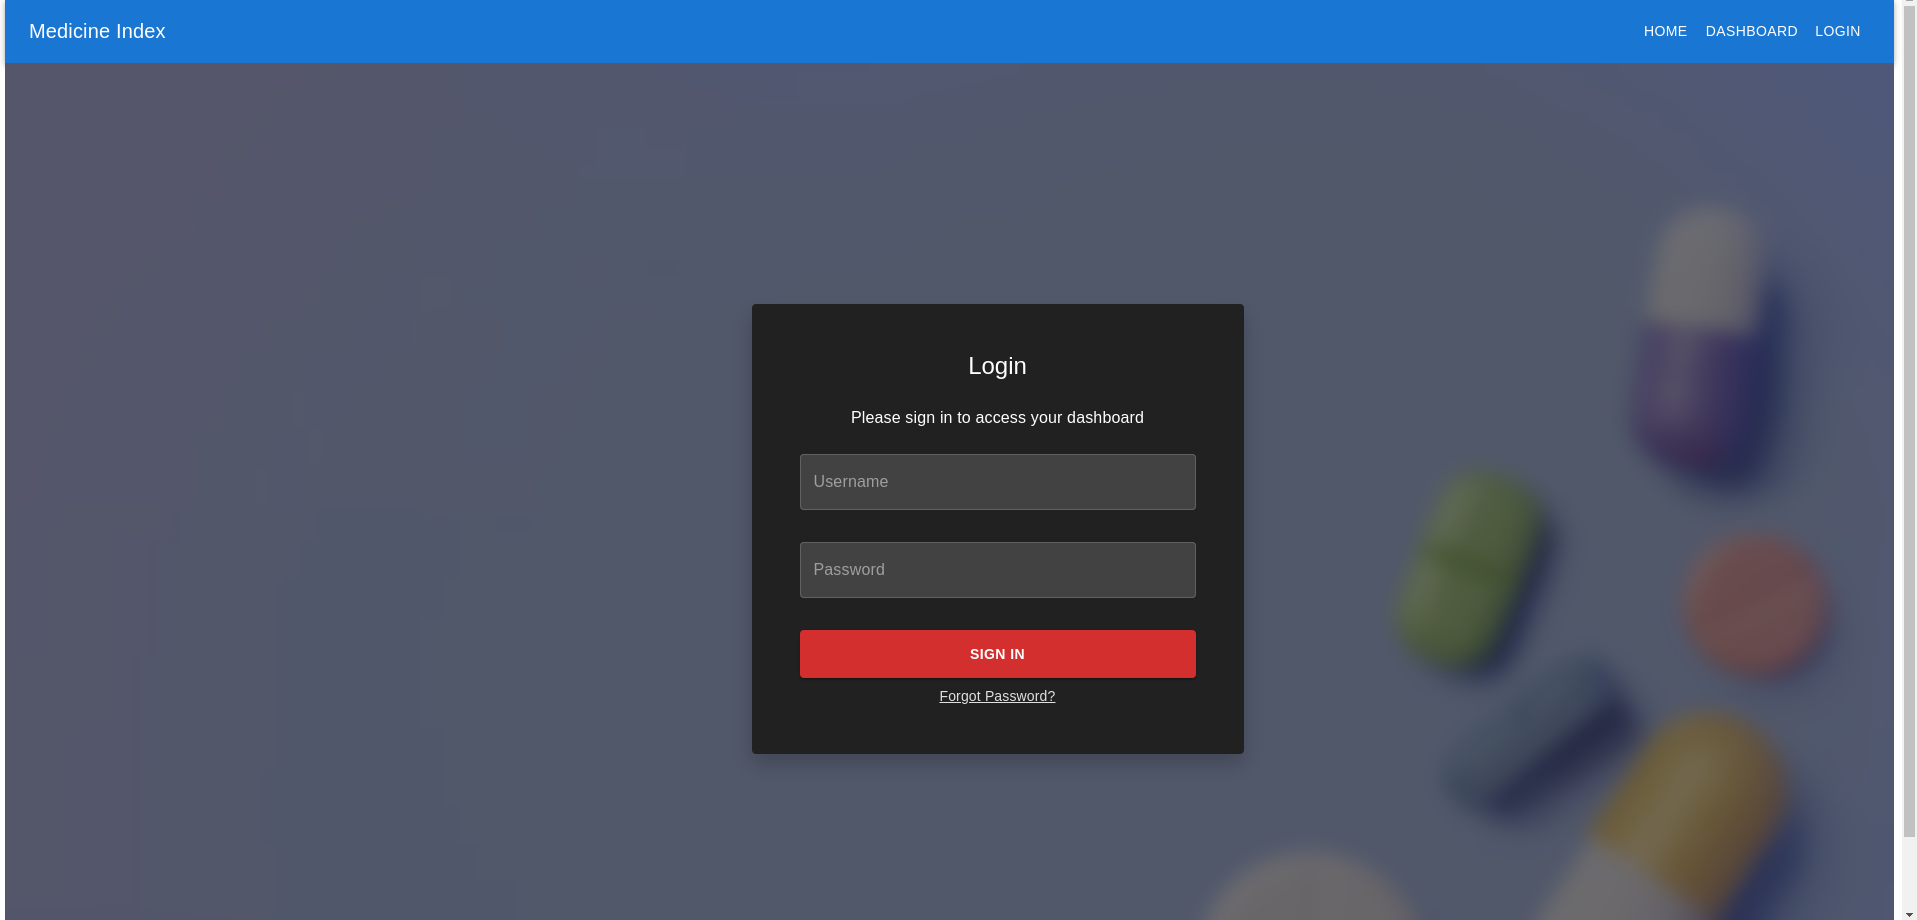 Medicine Index
HOME DASHBOARD LOGIN
Login
Please sign in to access your dashboard
Username
Password
SIGN IN
Forgot Password?